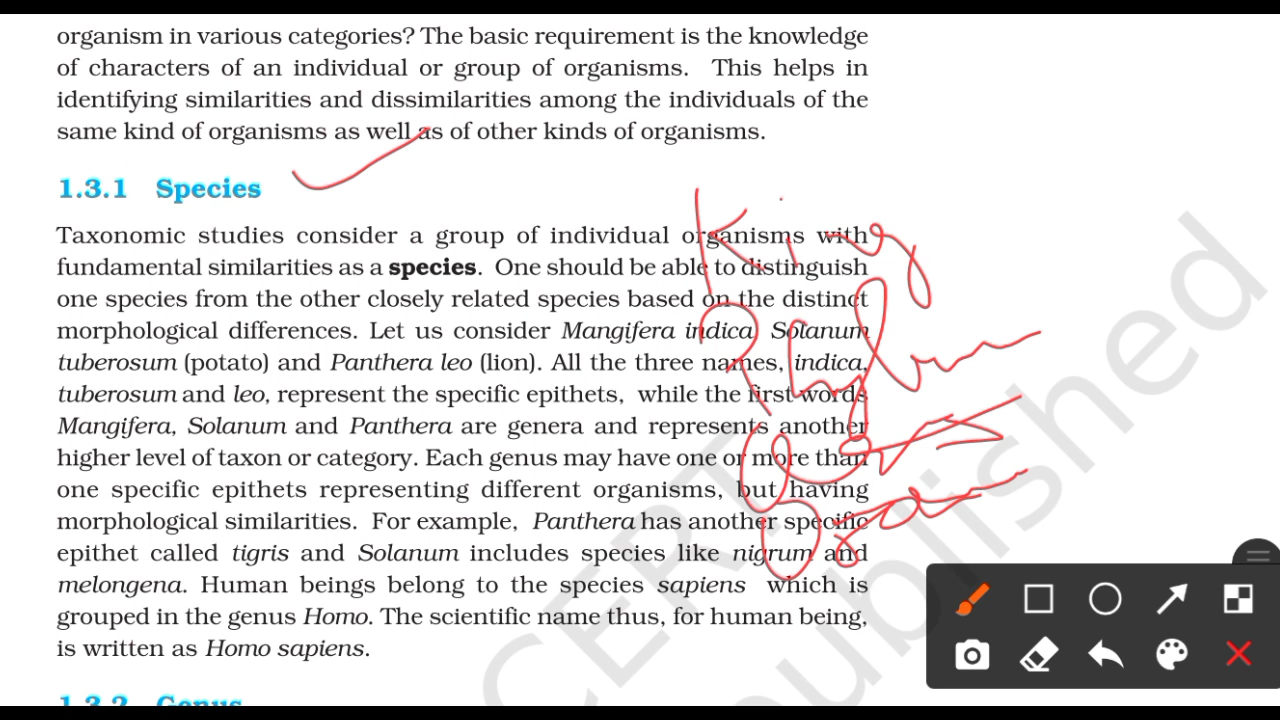 organism in various categories? The basic requirement is the knowledge
of characters of an individual or group of organisms. This helps in
identifying similarities and dissimilarities among the individuals of the
same kind of organisms as well as of other kinds of organisms.
1.3.1 Species
Taxonomic studies consider a group of individual organisms with
fundamental similarities as a species. One should be able to distinguish
one species from the other closely related species based on the distinct
morphological differences. Let us consider Mangifera indica, Solanum
tuberosum (potato) and Panthera leo (lion). All the three names, indica,
tuberosum and leo, represent the specific epithets, while the first words
Mangifera, Solanum and Panthera are genera and represents another
higher level of taxon or category. Each genus may have one or more than
one specific epithets representing different organisms, but having
morphological similarities. For example, Panthera has another specific
epithet called tigris and Solanum includes species like nigrum and
melongena. Human beings belong to the species sapiens which is
grouped in the genus Homo. The scientific name thus, for human being,
is written as Homo sapiens.
1.3.2 Genus
King
Phylum